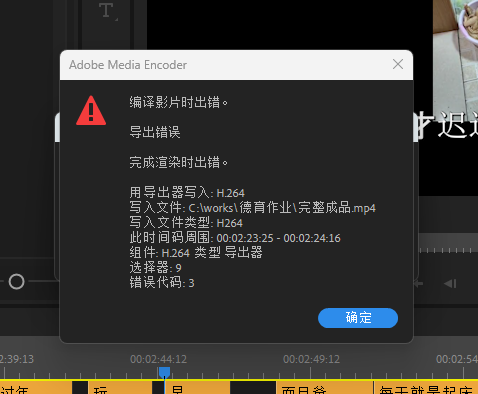 Adobe Media Encoder
编译影片时出错。
导出错误
完成渲染时出错。
用导出器写入: H.264
写入文件: C:\works\德育作业\完整成品.mp4
写入文件类型: H264
此时间码周围: 00:02:23:25 - 00:02:24:16
组件: H.264 类型 导出器
选择器: 9
错误代码: 3
确定
才迟
2:39:13
00:02:44:12
00:02:49:12
00:02:54
过年
玩
早
而且爷
每天就是起床